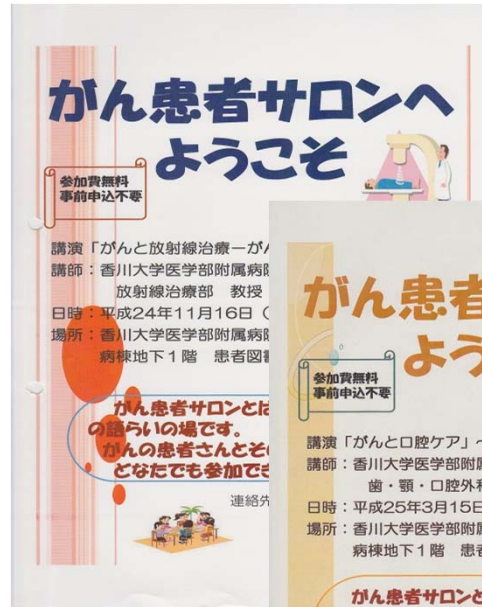 がん患者サロンへ
ようこそ
参加費無料
事前申込不要
講演「がんと放射線治療ーがん
講師：香川大学医学部附属病院
放射線治療部 教授
日時：平成24年11月16日（
場所：香川大学医学部附属病院
病棟地下1階 患者図書
がん患者サロンとは
の語らいの場です。
がんの患者さんとその
どなたでも参加でき
連絡先
がん患者
よう
参加費無料
事前申込不要
講演「がんと口腔ケア」～
講師：香川大学医学部附属
歯・顎・口腔外科
日時：平成25年3月15日
場所：香川大学医学部附属
病棟地下1階 患者
がん患者サロンと